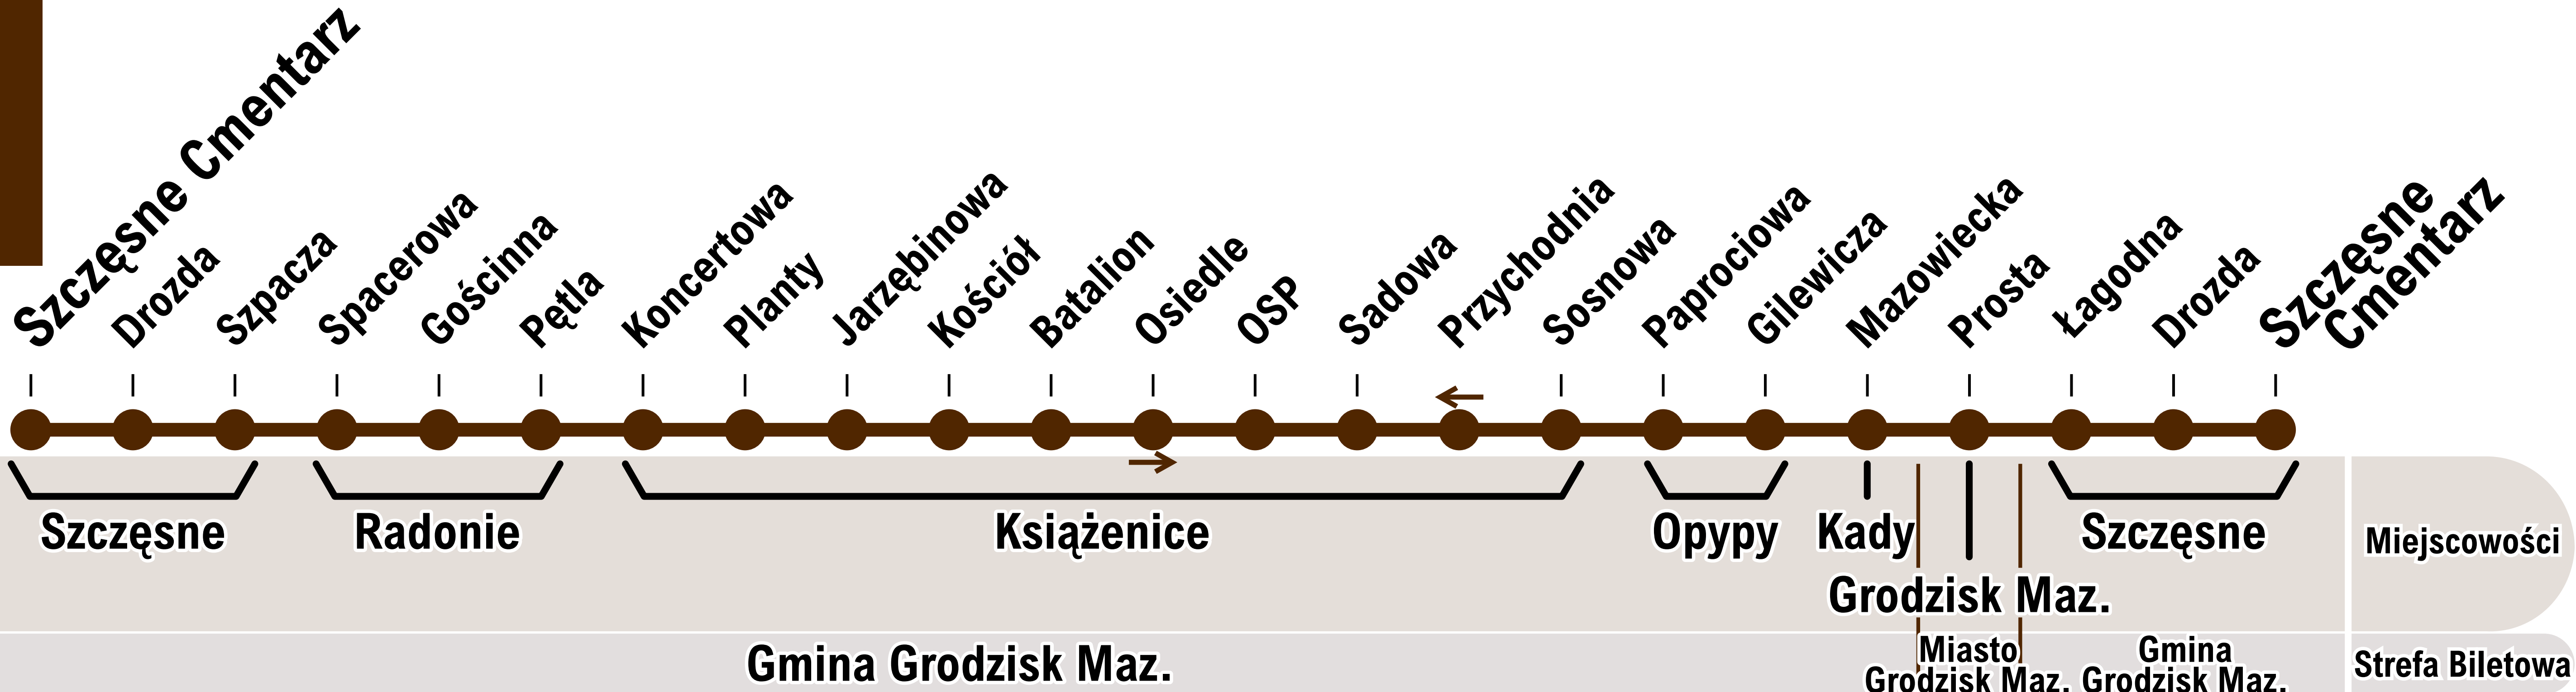 Szczęsne Cmentarz
Drozda
Szpacza
Spacerowa
Gościnna
Pętla
Koncertowa
Planty
Jarzębinowa
Kościół
Batalion
Osiedle
OSP
Sadowa
Przychodnia
Sosnowa
Paprociowa
Gilewicza
Mazowiecka
Prosta
Łagodna
Drozda
Szczęsne
Cmentarz
Szczęsne
Radonie
Książenice
Opypy
Kady
Grodzisk Maz.
Szczęsne
Miejscowości
Gmina Grodzisk Maz.
Miasto
Grodzisk Maz.
Gmina
Grodzisk Maz.
Strefa Biletowa